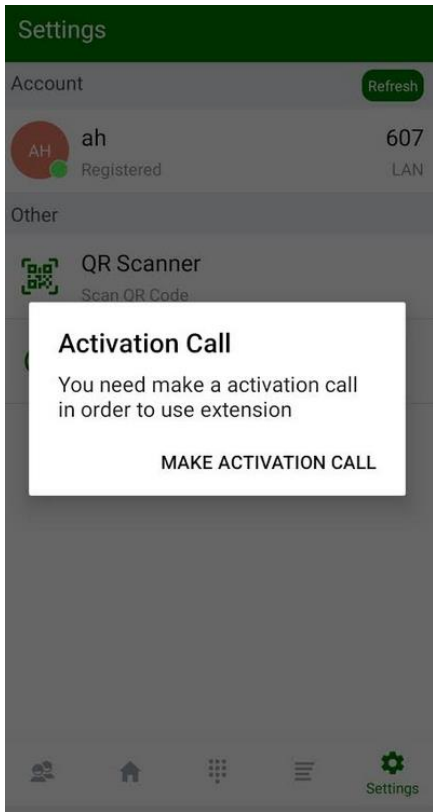 Settings
Account
Refresh
AH
ah
607
Registered
LAN
Other
QR Scanner
Scan QR Code
Activation Call
You need make a activation call
in order to use extension
MAKE ACTIVATION CALL
Settings